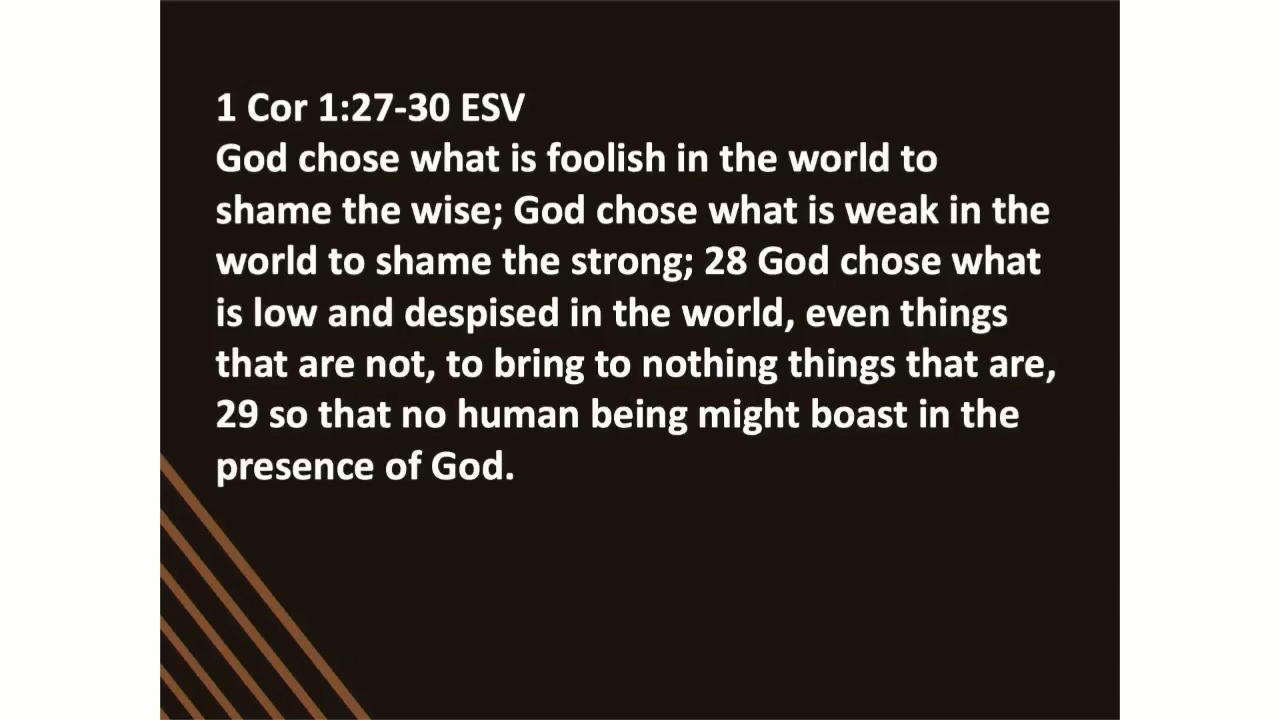 1 Cor 1:27-30 ESV
God chose what is foolish in the world to
shame the wise; God chose what is weak in the
world to shame the strong; 28 God chose what
is low and despised in the world, even things
that are not, to bring to nothing things that are,
29 so that no human being might boast in the
presence of God.